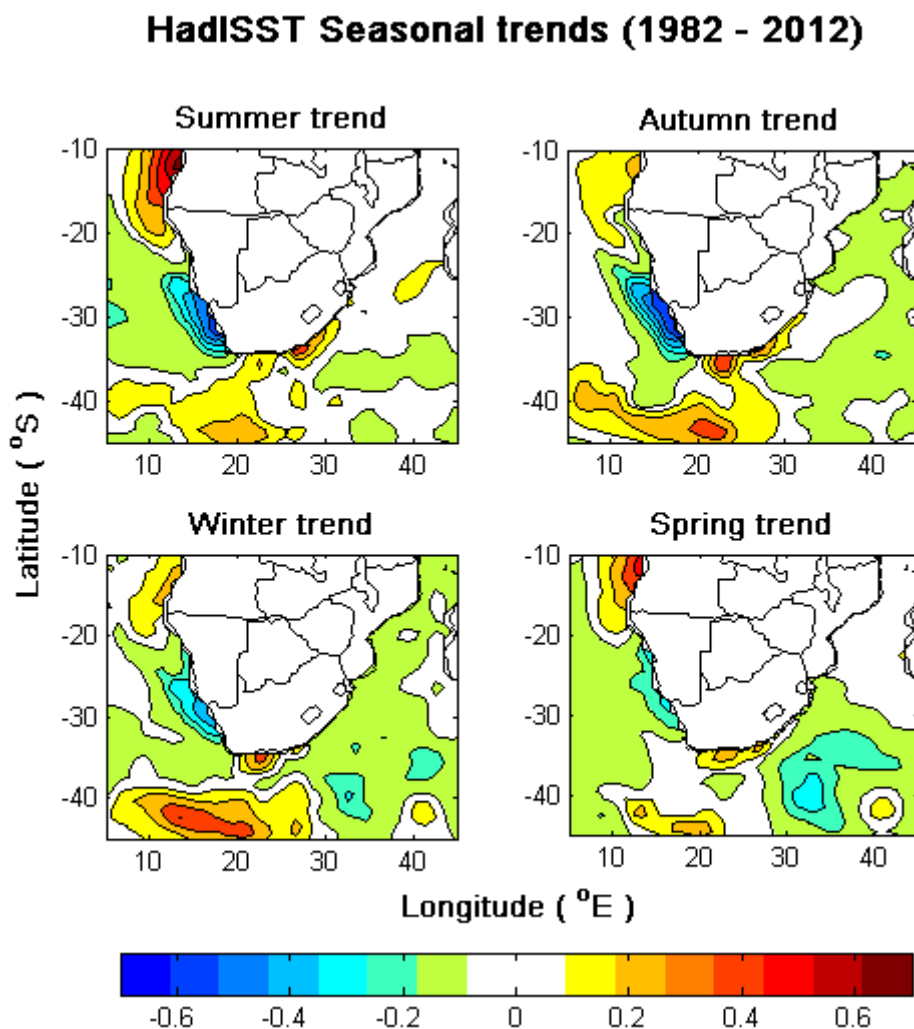 HadISST Seasonal trends (1982 - 2012)
Summer trend
Autumn trend
-10
-20
-30
-40
10 20 30 40
-10
-20
-30
-40
10 20 30 40
Winter trend
Spring trend
-10
-20
-30
-40
10 20 30 40
-10
-20
-30
-40
10 20 30 40
Latitude ( °S )
Longitude ( °E )
-0.6 -0.4 -0.2 0 0.2 0.4 0.6